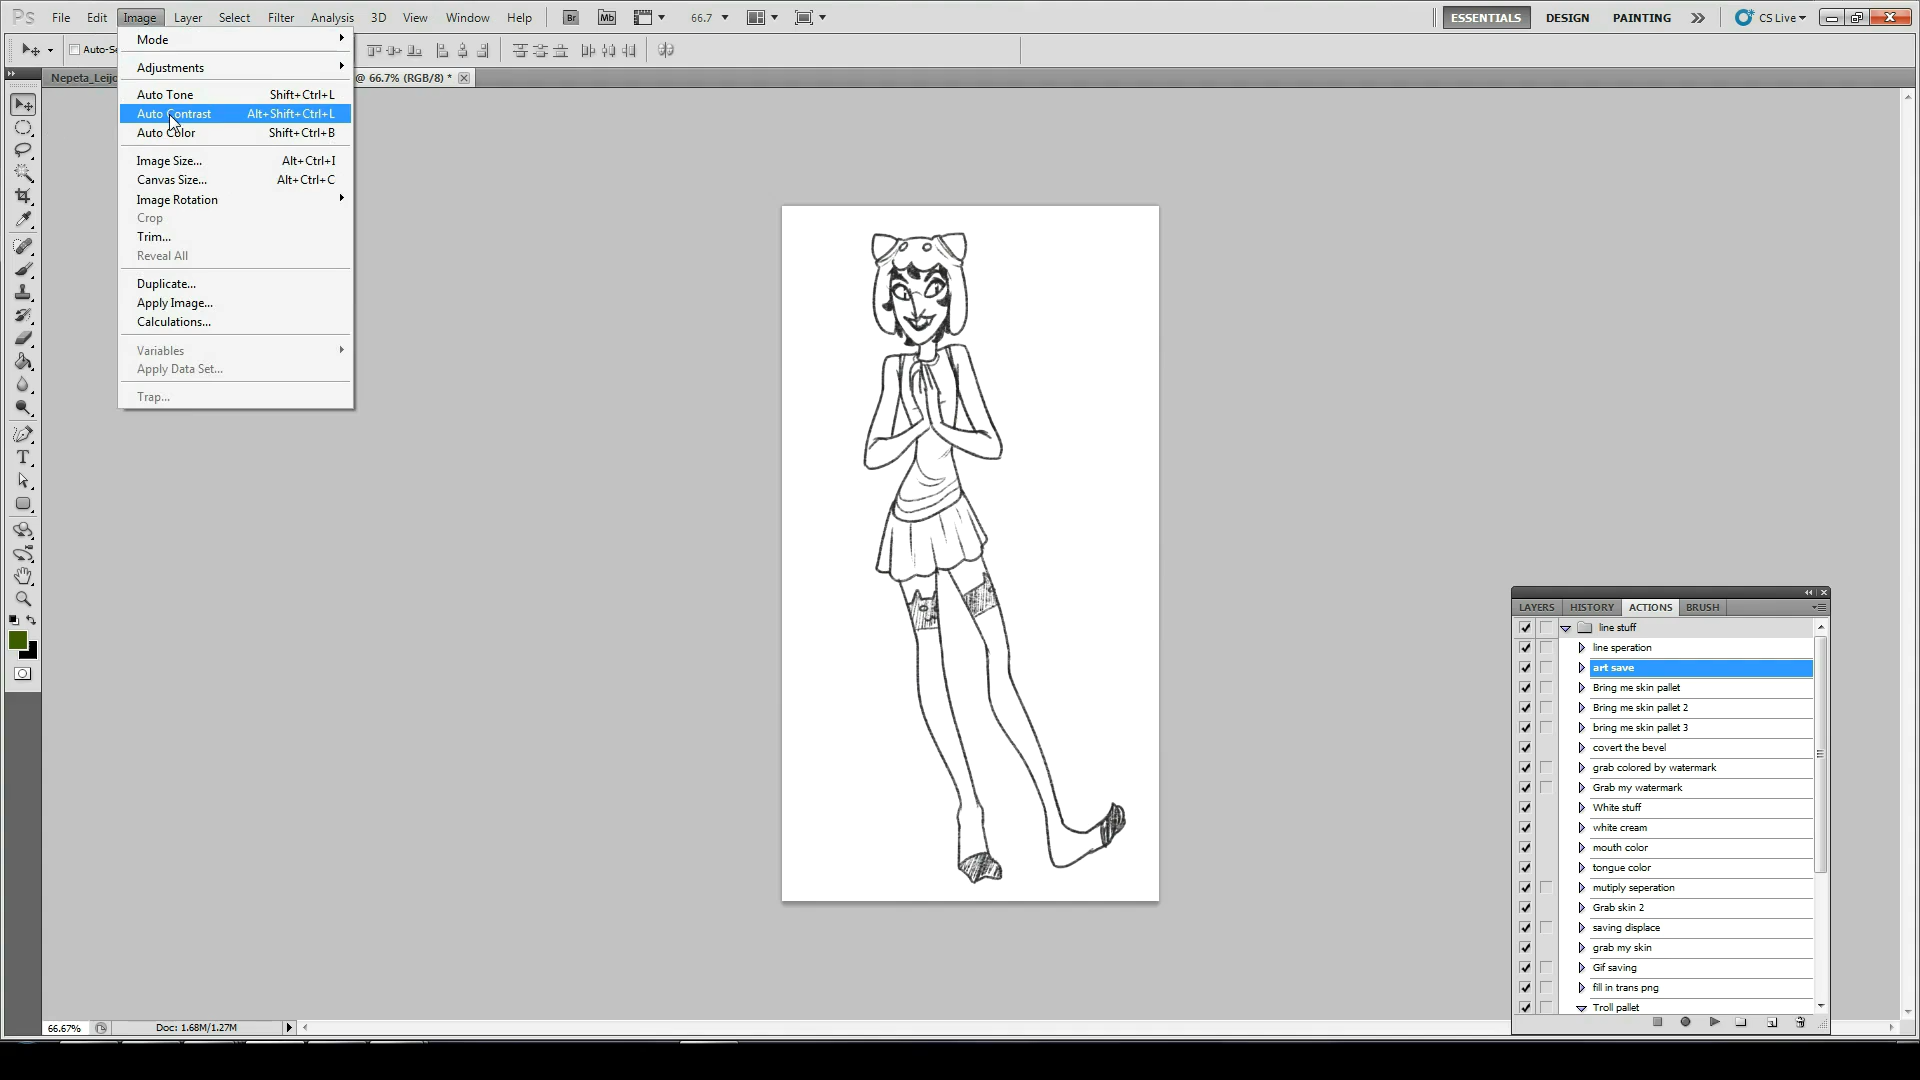 Ps File Edit Image Layer Select Filter Analysis 3D View Window Help Br Mb 66.7 ESSENTIALS DESIGN PAINTING CS Live
Auto-Se
Nepeta_Leijo @ 66.7% (RGB/8) *
Mode
Adjustments
Auto Tone Shift+Ctrl+L
Auto Contrast Alt+Shift+Ctrl+L
Auto Color Shift+Ctrl+B
Image Size... Alt+Ctrl+I
Canvas Size... Alt+Ctrl+C
Image Rotation
Crop
Trim...
Reveal All
Duplicate...
Apply Image...
Calculations...
Variables
Apply Data Set...
Trap...
LAYERS HISTORY ACTIONS BRUSH
line stuff
line speration
art save
Bring me skin pallet
Bring me skin pallet 2
bring me skin pallet 3
covert the bevel
grab colored by watermark
Grab my watermark
White stuff
white cream
mouth color
tongue color
mutiply seperation
Grab skin 2
saving displace
grab my skin
Gif saving
fill in trans png
Troll pallet
66.67% Doc: 1.68M/1.27M